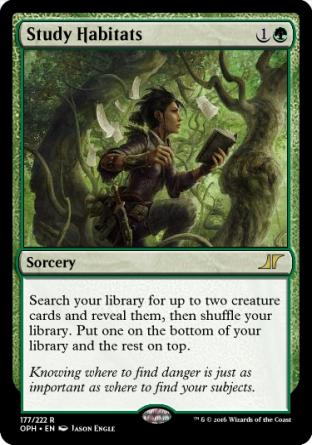 Study Habitats 1
Sorcery
Search your library for up to two creature
cards and reveal them, then shuffle your
library. Put one on the bottom of your
library and the rest on top.
Knowing where to find danger is just as
important as where to find your subjects.
177/222 R
OPH • EN JASON ENGLE
™ & © 2016 Wizards of the Coast